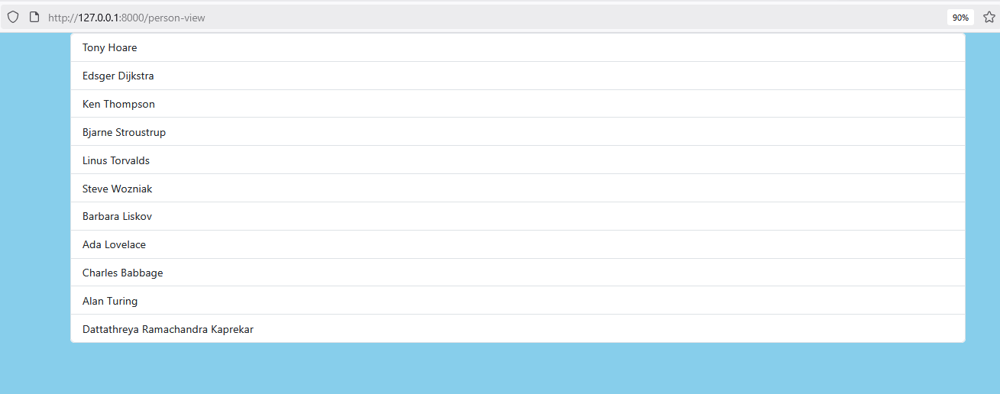 http://127.0.0.1:8000/person-view 90%
Tony Hoare
Edsger Dijkstra
Ken Thompson
Bjarne Stroustrup
Linus Torvalds
Steve Wozniak
Barbara Liskov
Ada Lovelace
Charles Babbage
Alan Turing
Dattathreya Ramachandra Kaprekar